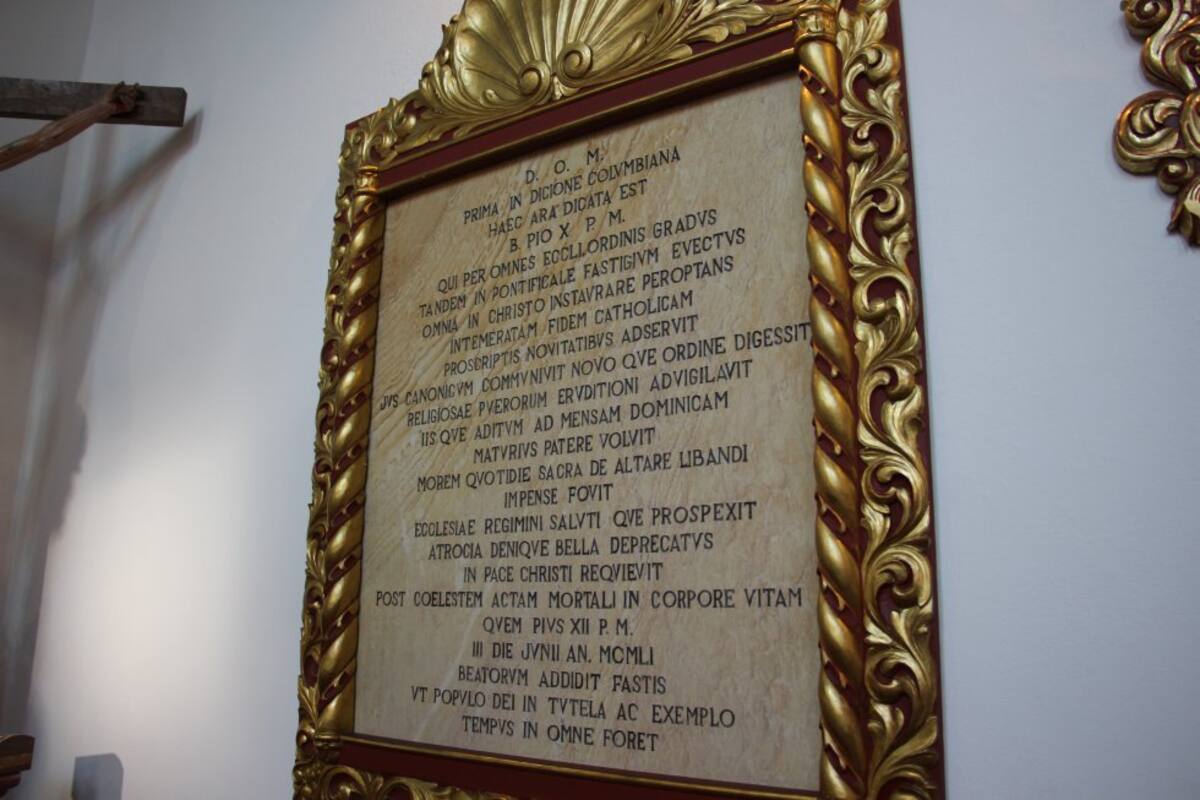 D. O. M.
PRIMA IN DICIONE COLVMBIANA
HAEC ARA DICATA EST
B. PIO X P. M.
QUI PER OMNES ECCLI.ORDINIS GRADVS
TANDEM IN PONTIFICALE FASTIGIVM EVECTVS
OMNIA IN CHRISTO INSTAVRARE PEROPTANS
INTEMERATAM FIDEM CATHOLICAM
PROSCRIPTIS NOVITATIBVS ADSERVIT
JVS CANONICVM COMMVNIVIT NOVO QVE ORDINE DIGESSIT
RELIGIOSAE PVERORUM ERVDITIONI ADVIGILAVIT
IIS QVE ADITVM AD MENSAM DOMINICAM
MATVRIVS PATERE VOLVIT
MOREM QVOTIDIE SACRA DE ALTARE LIBANDI
IMPENSE FOVIT
ECCLESIAE REGIMINI SALVTI QVE PROSPEXIT
ATROCIA DENIQVE BELLA DEPRECATVS
IN PACE CHRISTI REQVIEVIT
POST COELESTEM ACTAM MORTALI IN CORPORE VITAM
QVEM PIVS XII P. M.
III DIE JVNII AN. MCMLI
BEATORVM ADDIDIT FASTIS
VT POPVLO DEI IN TVTELA AC EXEMPLO
TEMPVS IN OMNE FORET